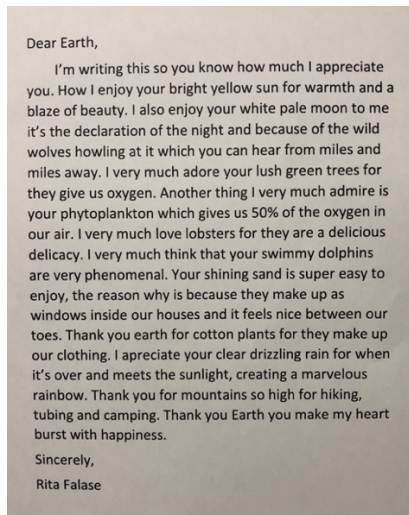 Dear Earth,
I'm writing this so you know how much I appreciate
you. How I enjoy your bright yellow sun for warmth and a
blaze of beauty. I also enjoy your white pale moon to me
it's the declaration of the night and because of the wild
wolves howling at it which you can hear from miles and
miles away. I very much adore your lush green trees for
they give us oxygen. Another thing I very much admire is
your phytoplankton which gives us 50% of the oxygen in
our air. I very much love lobsters for they are a delicious
delicacy. I very much think that your swimmy dolphins
are very phenomenal. Your shining sand is super easy to
enjoy, the reason why is because they make up as
windows inside our houses and it feels nice between our
toes. Thank you earth for cotton plants for they make up
our clothing. I apreciate your clear drizzling rain for when
it's over and meets the sunlight, creating a marvelous
rainbow. Thank you for mountains so high for hiking,
tubing and camping. Thank you Earth you make my heart
burst with happiness.
Sincerely,
Rita Falase